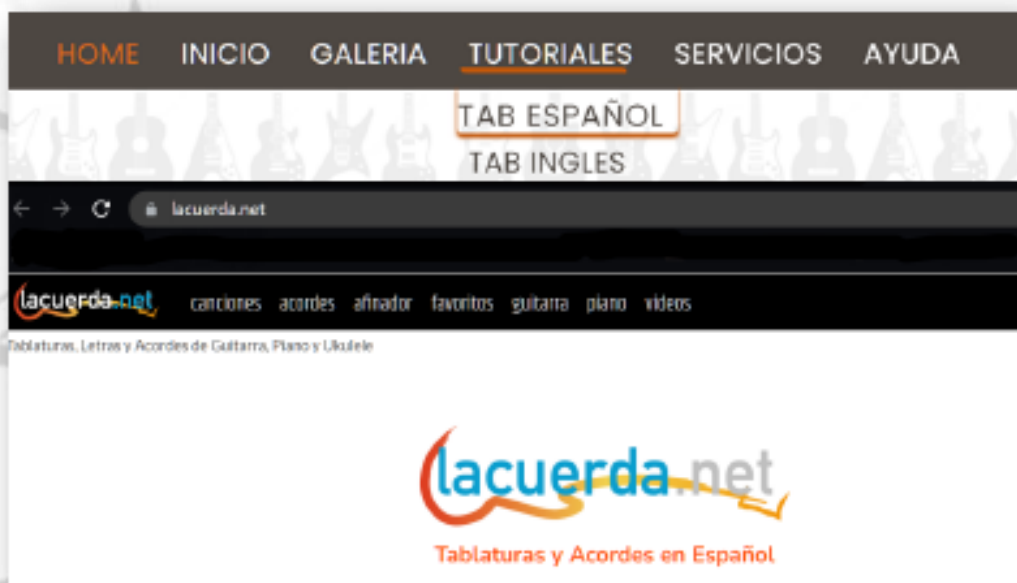 HOME INICIO GALERIA TUTORIALES SERVICIOS AYUDA
TAB ESPAÑOL
TAB INGLES
lacuerda.net
lacuerda.net canciones acordes afinador favoritos guitarra piano videos
Tablaturas, Letras y Acordes de Guitarra, Piano y Ukulele
lacuerda.net
Tablaturas y Acordes en Español